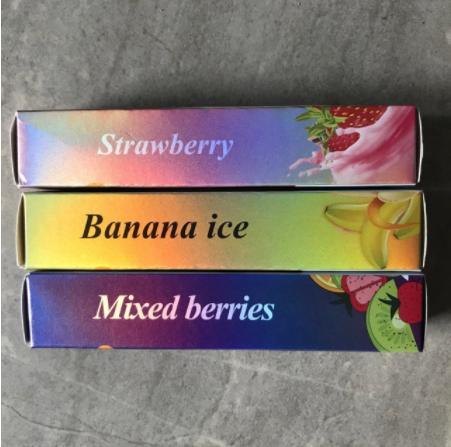 Strawberry
Banana ice
Mixed berries